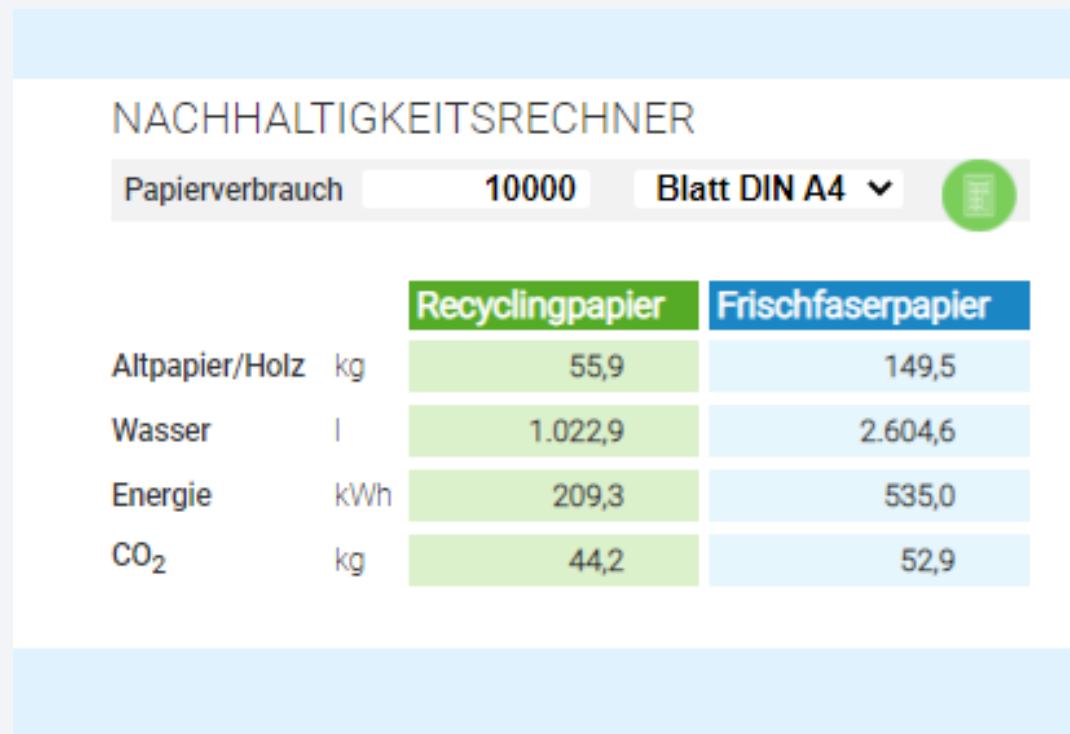 NACHHALTIGKEITSRECHNER
Papierverbrauch 10000 Blatt DIN A4
Recyclingpapier Frischfaserpapier
Altpapier/Holz kg 55,9 149,5
Wasser l 1.022,9 2.604,6
Energie kWh 209,3 535,0
CO₂ kg 44,2 52,9